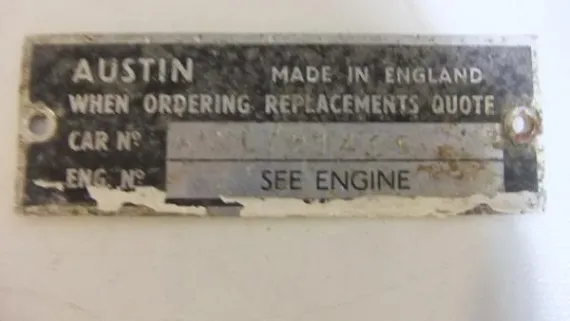 AUSTIN MADE IN ENGLAND
WHEN ORDERING REPLACEMENTS QUOTE
CAR Nº
ENG. Nº SEE ENGINE